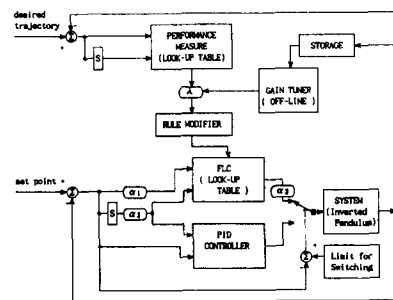 desired
trajectory
+
-
Σ
S
PERFORMANCE
MEASURE
(LOOK-UP TABLE)
STORAGE
GAIN TUNER
( OFF-LINE )
λ
RULE MODIFIER
set point
+
-
Σ
α₁
S
α₂
FLC
( LOOK-UP
TABLE )
α₃
PID
CONTROLLER
SYSTEM
(Inverted
Pendulus)
Σ
Limit for
Switching